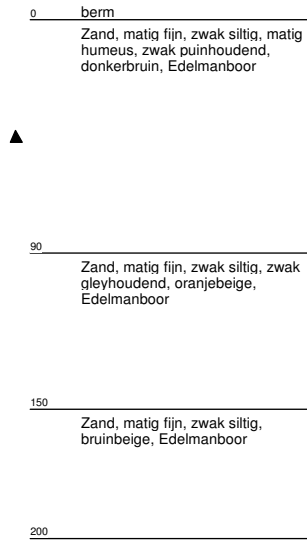 0 berm
Zand, matig fijn, zwak siltig, matig
humeus, zwak puinhoudend,
donkerbruin, Edelmanboor
90
Zand, matig fijn, zwak siltig, zwak
gleyhoudend, oranjebeige,
Edelmanboor
150
Zand, matig fijn, zwak siltig,
bruinbeige, Edelmanboor
200